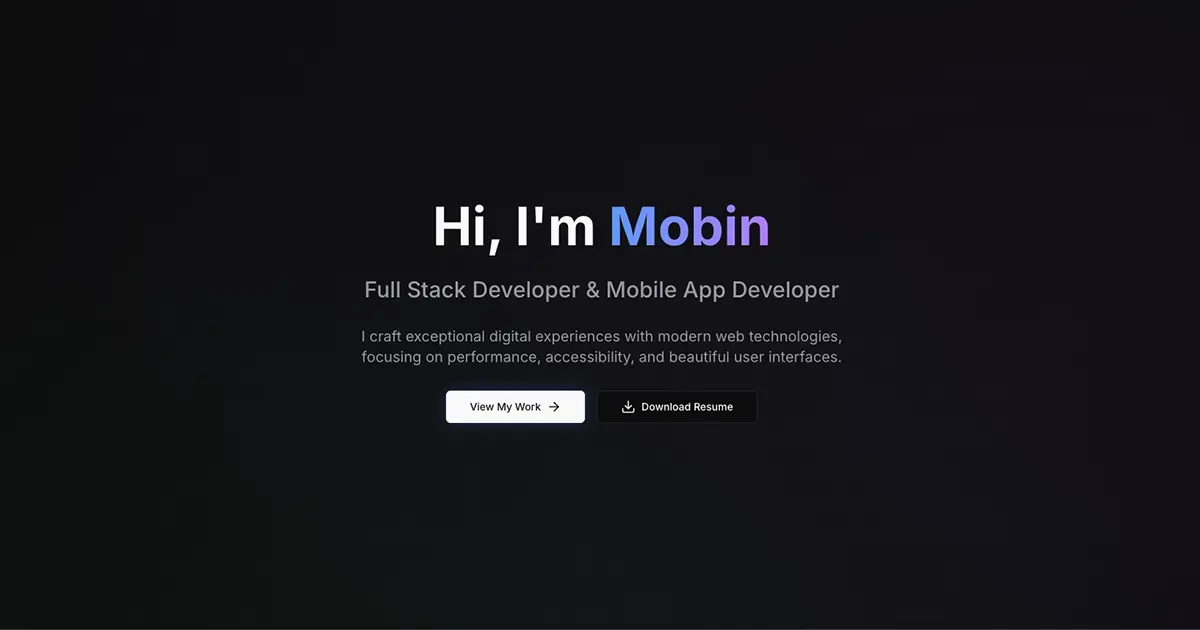 Hi, I'm Mobin
Full Stack Developer & Mobile App Developer
I craft exceptional digital experiences with modern web technologies,
focusing on performance, accessibility, and beautiful user interfaces.
View My Work
Download Resume